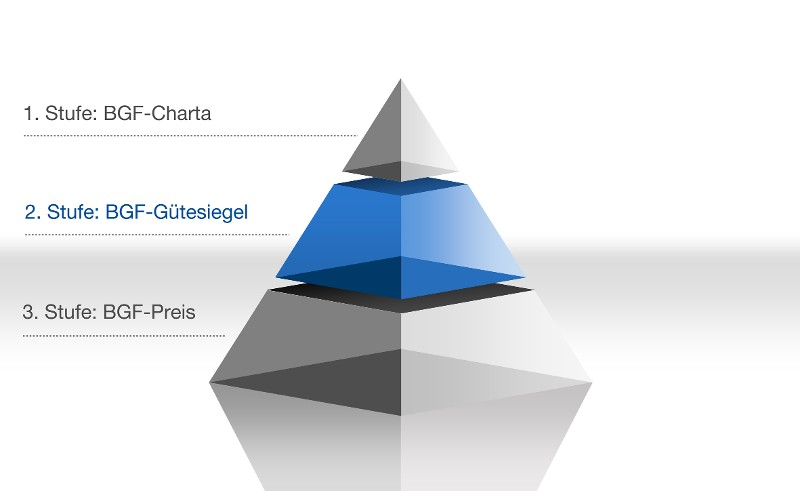 1. Stufe: BGF-Charta
2. Stufe: BGF-Gütesiegel
3. Stufe: BGF-Preis